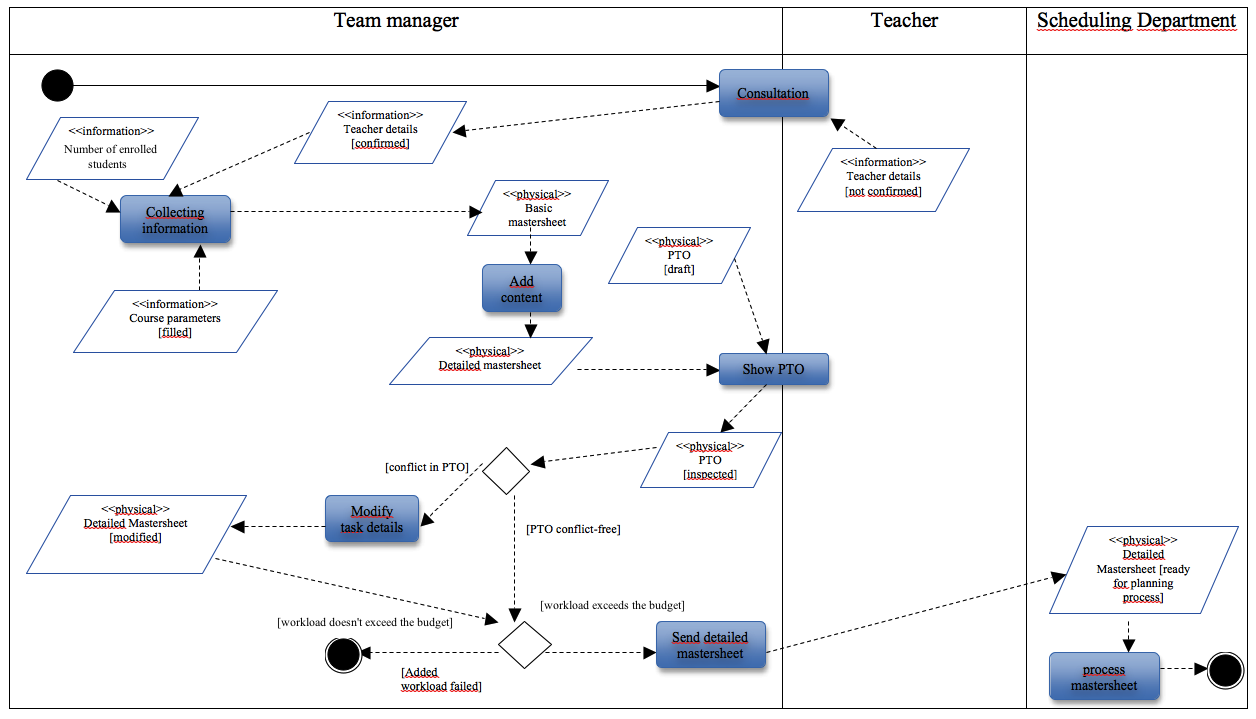 Team manager
Teacher
Scheduling Department
Consultation
<<information>>
Teacher details
[confirmed]
<<information>>
Number of enrolled
students
<<information>>
Teacher details
[not confirmed]
Collecting
information
<<physical>>
Basic
mastersheet
<<physical>>
PTO
[draft]
Add
content
<<information>>
Course parameters
[filled]
<<physical>>
Detailed mastersheet
Show PTO
<<physical>>
PTO
[inspected]
[conflict in PTO]
Modify
task details
<<physical>>
Detailed Mastersheet
[modified]
[PTO conflict-free]
<<physical>>
Detailed
Mastersheet [ready
for planning
process]
[workload exceeds the budget]
[workload doesn't exceed the budget]
Send detailed
mastersheet
[Added
workload failed]
process
mastersheet